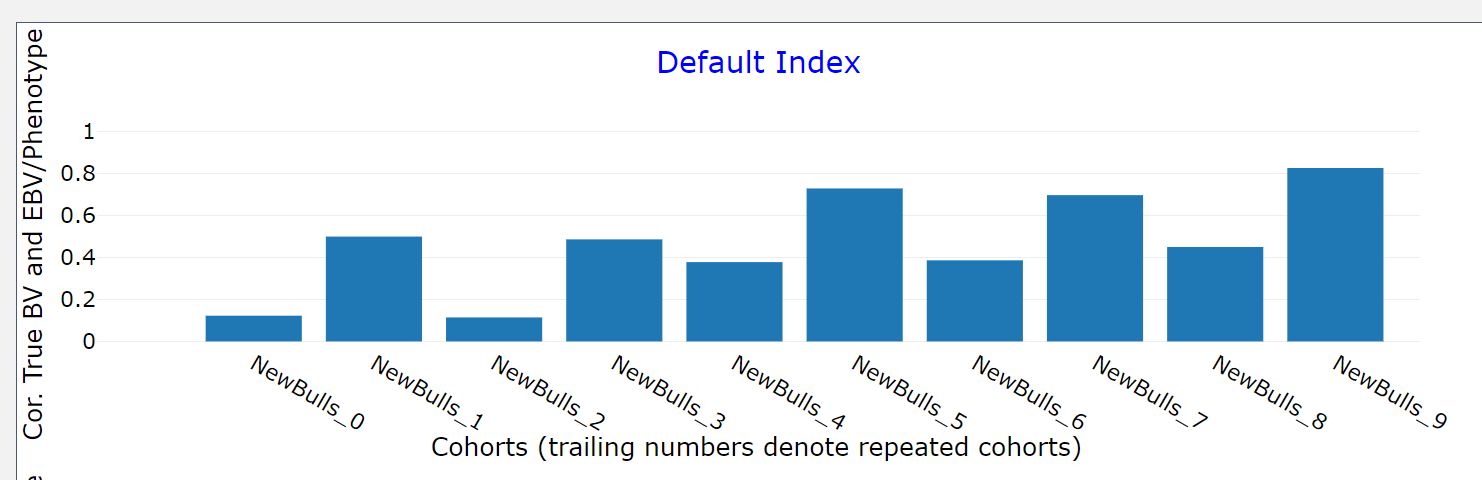 Default Index
Cor. True BV and EBV/Phenotype
1
0.8
0.6
0.4
0.2
0
NewBulls_0
NewBulls_1
NewBulls_2
NewBulls_3
NewBulls_4
NewBulls_5
NewBulls_6
NewBulls_7
NewBulls_8
NewBulls_9
Cohorts (trailing numbers denote repeated cohorts)